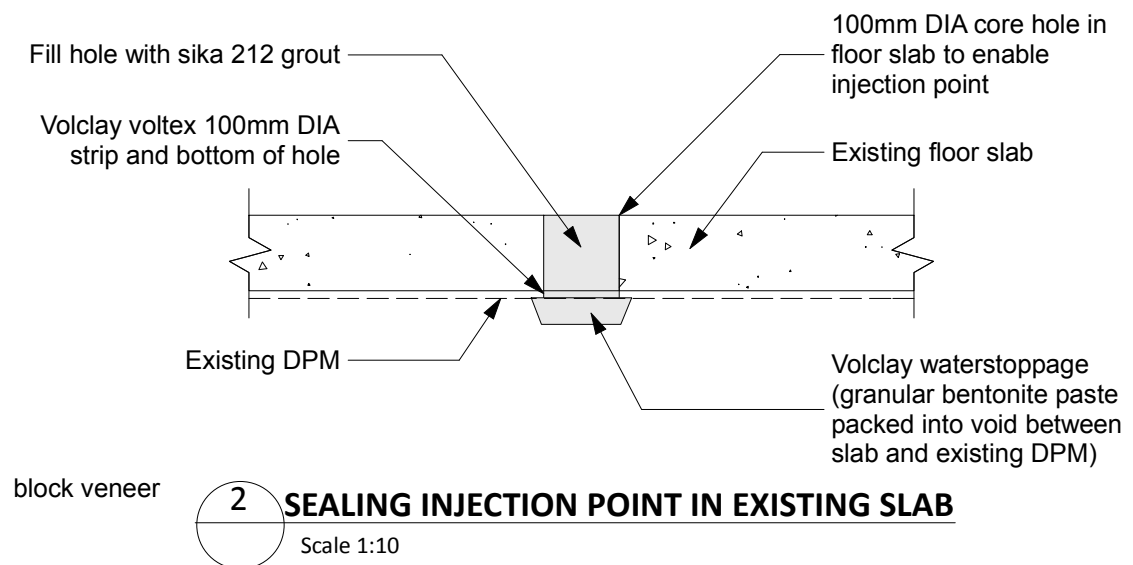 Fill hole with sika 212 grout
Volclay voltex 100mm DIA
strip and bottom of hole
100mm DIA core hole in
floor slab to enable
injection point
Existing floor slab
Existing DPM
Volclay waterstoppage
(granular bentonite paste
packed into void between
slab and existing DPM)
block veneer
2
SEALING INJECTION POINT IN EXISTING SLAB
Scale 1:10